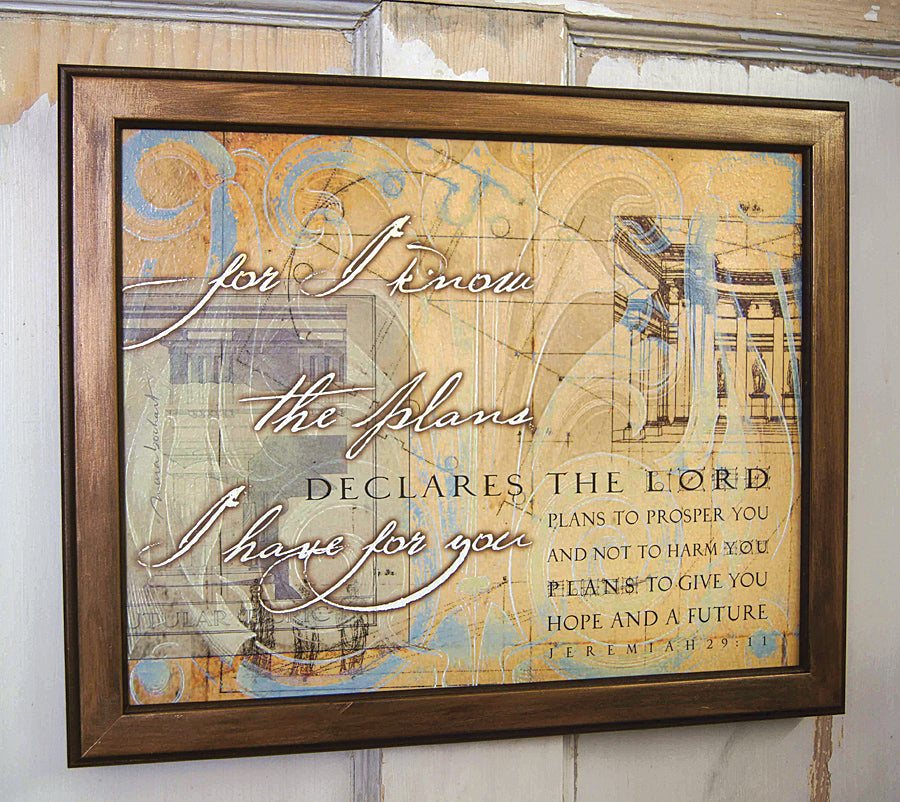 for I know
the plans
DECLARES THE LORD
I have for you
PLANS TO PROSPER YOU
AND NOT TO HARM YOU
PLANS TO GIVE YOU
HOPE AND A FUTURE
JEREMIAH 29:11